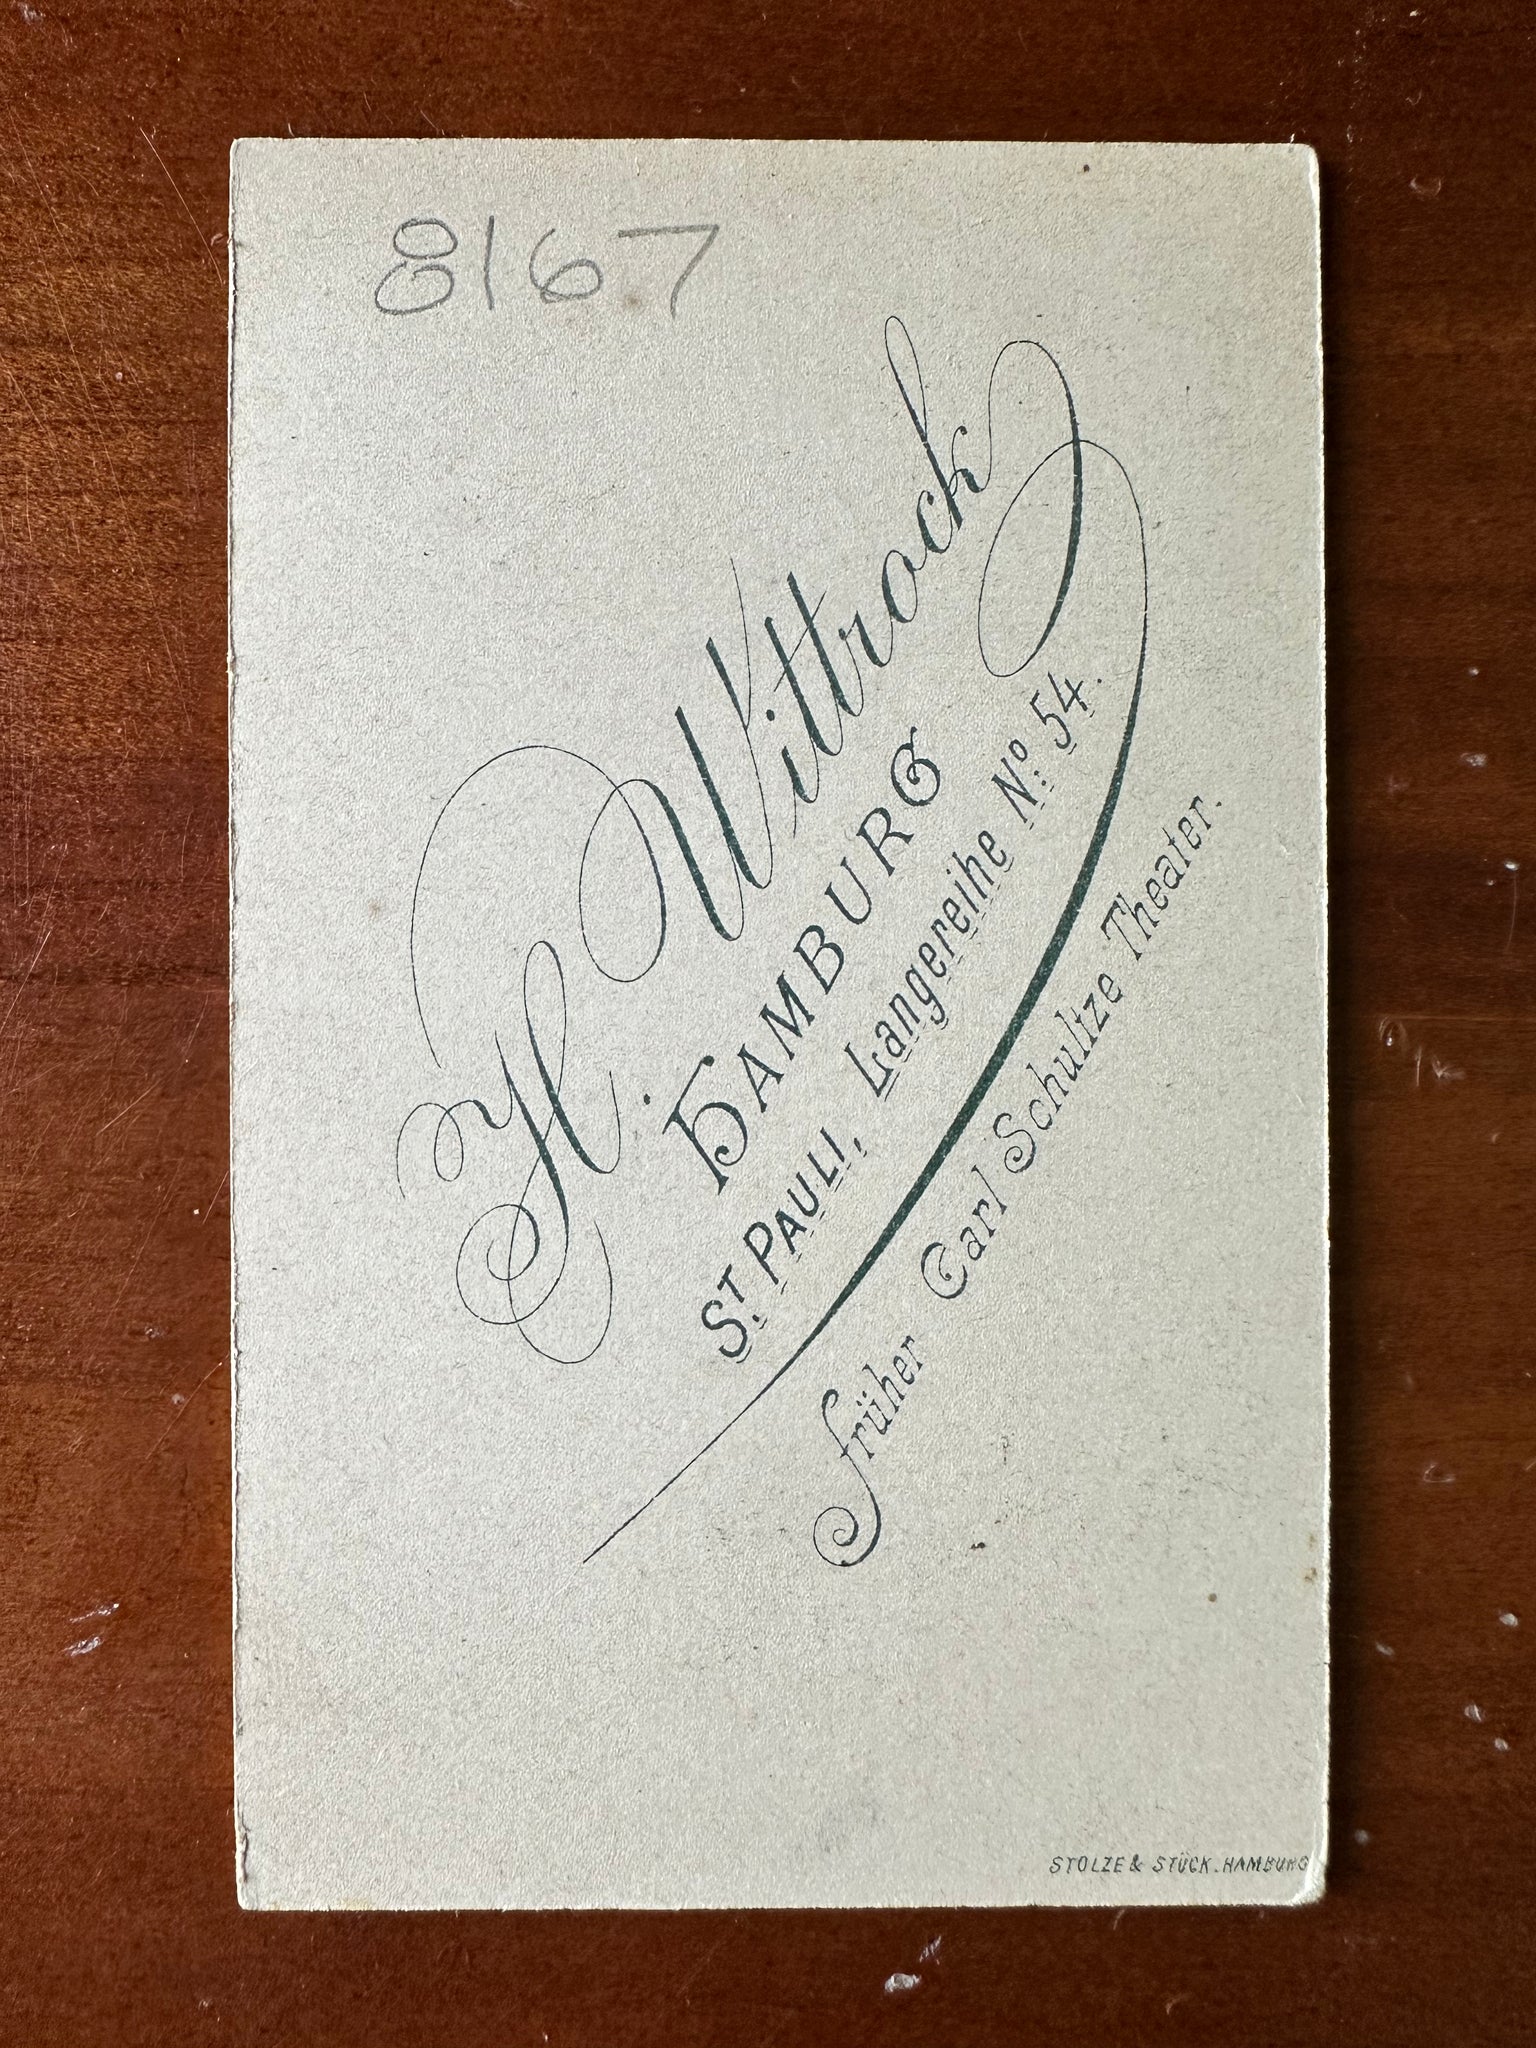 8167
H. Wittrock
HAMBURG
ST. PAULI, Langereihe No. 54.
früher Carl Schultze Theater.
STOLZE & STÜCK. HAMBURG